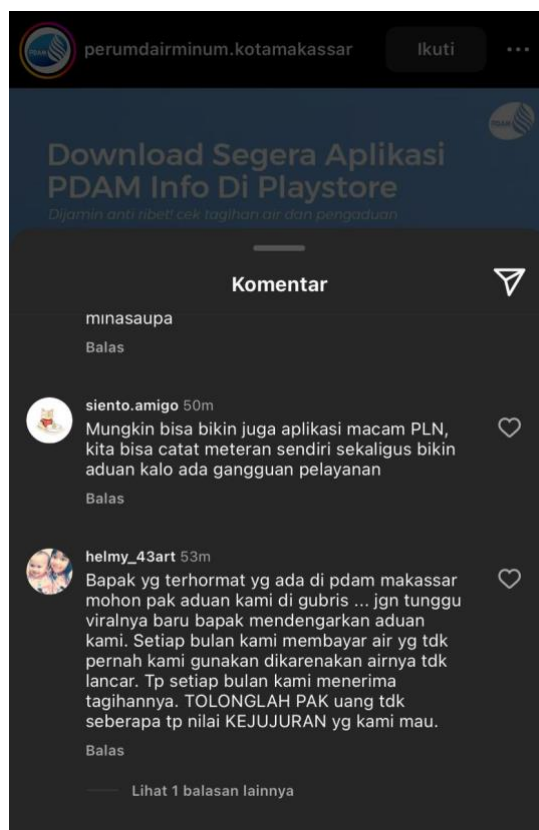 perumdairminum.kotamakassar
Ikuti
PDAM
Download Segera Aplikasi
PDAM Info Di Playstore
Dijamin anti ribet! cek tagihan air dan pengaduan
Komentar
minasaupa
Balas
siento.amigo 50m
Mungkin bisa bikin juga aplikasi macam PLN,
kita bisa catat meteran sendiri sekaligus bikin
aduan kalo ada gangguan pelayanan
Balas
helmy_43art 53m
Bapak yg terhormat yg ada di pdam makassar
mohon pak aduan kami di gubris ... jgn tunggu
viralnya baru bapak mendengarkan aduan
kami. Setiap bulan kami membayar air yg tdk
pernah kami gunakan dikarenakan airnya tdk
lancar. Tp setiap bulan kami menerima
tagihannya. TOLONGLAH PAK uang tdk
seberapa tp nilai KEJUJURAN yg kami mau.
Balas
Lihat 1 balasan lainnya